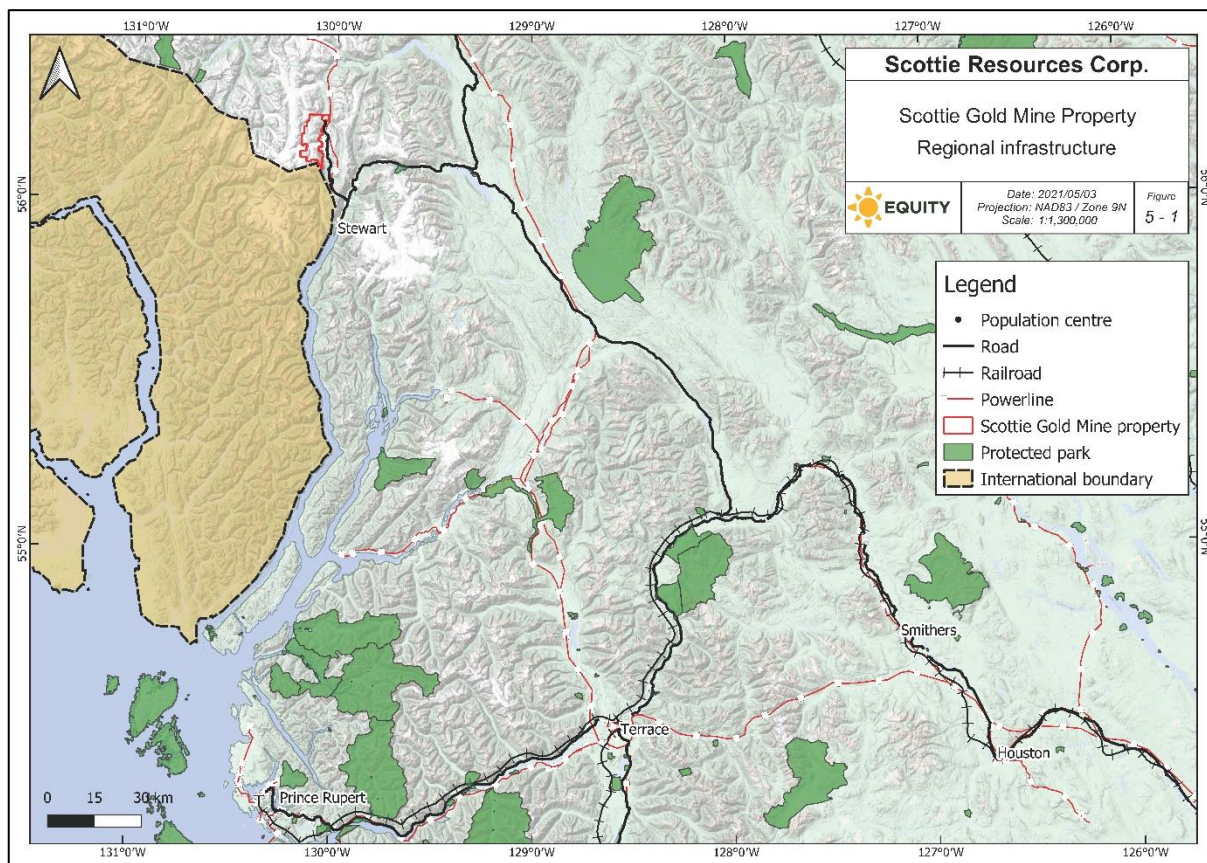 131°0'W 130°0'W 129°0'W 128°0'W 127°0'W 126°0'W
Scottie Resources Corp.
Scottie Gold Mine Property
Regional infrastructure
EQUITY
Date: 2021/05/03
Projection: NAD83 / Zone 9N
Scale: 1:1,300,000
Figure
5 - 1
56°0'N
56°0'N
Stewart
Legend
Population centre
Road
Railroad
Powerline
Scottie Gold Mine property
Protected park
International boundary
55°0'N
55°0'N
Smithers
Terrace
Houston
Prince Rupert
0 15 30 km
131°0'W 130°0'W 129°0'W 128°0'W 127°0'W 126°0'W